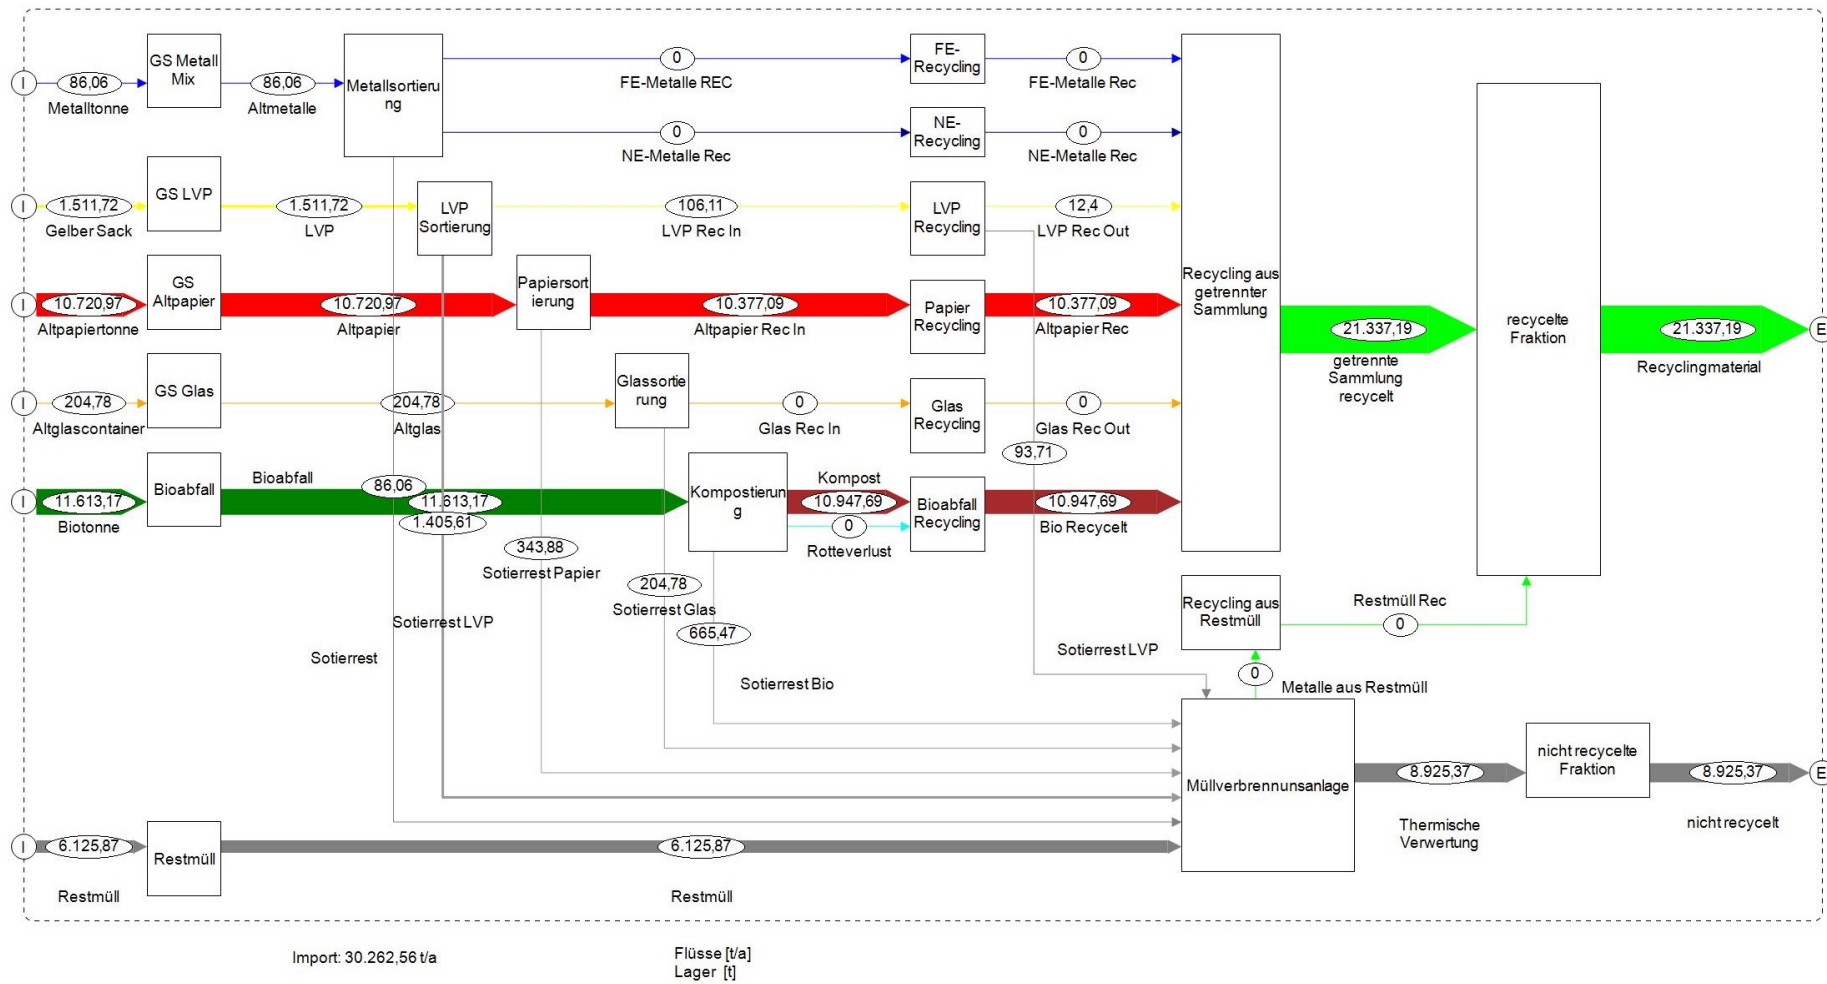 I
86,06
Metalltonne
GS Metall
Mix
86,06
Altmetalle
Metallsortieru
ng
0
FE-Metalle REC
FE-
Recycling
0
FE-Metalle Rec
0
NE-Metalle Rec
NE-
Recycling
0
NE-Metalle Rec
I
1.511,72
Gelber Sack
GS LVP
1.511,72
LVP
LVP
Sortierung
106,11
LVP Rec In
LVP
Recycling
12,4
LVP Rec Out
I
10.720,97
Altpapiertonne
GS
Altpapier
10.720,97
Altpapier
Papiersort
ierung
10.377,09
Altpapier Rec In
Papier
Recycling
10.377,09
Altpapier Rec
Recycling aus
getrennter
Sammlung
21.337,19
getrennte
Sammlung
recycelt
recycelte
Fraktion
21.337,19
Recyclingmaterial
E
I
204,78
Altglascontainer
GS Glas
204,78
Altglas
Glassortie
rung
0
Glas Rec In
Glas
Recycling
0
Glas Rec Out
93,71
I
11.613,17
Biotonne
Bioabfall
Bioabfall
86,06
11.613,17
1.405,61
Kompostierun
g
Kompost
10.947,69
0
Rotteverlust
Bioabfall
Recycling
10.947,69
Bio Recycelt
343,88
Sotierrest Papier
204,78
Sotierrest Glas
Sotierrest LVP
665,47
Sotierrest
Sotierrest Bio
Sotierrest LVP
Recycling aus
Restmüll
Restmüll Rec
0
0
Metalle aus Restmüll
Müllverbrennunsanlage
8.925,37
Thermische
Verwertung
nicht recycelte
Fraktion
8.925,37
nicht recycelt
E
I
6.125,87
Restmüll
Restmüll
6.125,87
Restmüll
Import: 30.262,56 t/a
Flüsse [t/a]
Lager [t]